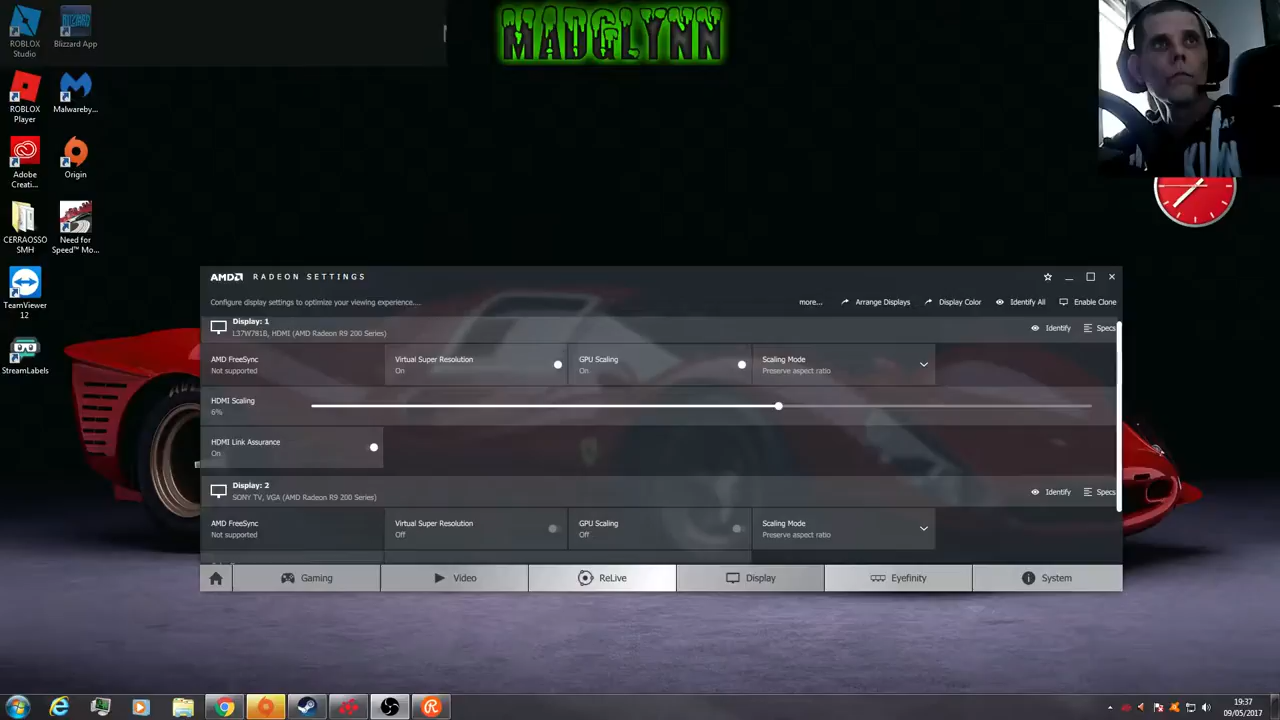 ROBLOX
Studio
Blizzard App
MADGLYNN
ROBLOX
Player
Malwareby...
Adobe
Creati...
Origin
CERRAOSSO
SMH
Need for
Speed™ Mo...
TeamViewer
12
StreamLabels
AMD RADEON SETTINGS
Configure display settings to optimize your viewing experience....
more...
Arrange Displays
Display Color
Identify All
Enable Clone
Display: 1
L37W781B, HDMI (AMD Radeon R9 200 Series)
Identify
Specs
AMD FreeSync
Not supported
Virtual Super Resolution
On
GPU Scaling
On
Scaling Mode
Preserve aspect ratio
HDMI Scaling
6%
HDMI Link Assurance
On
Display: 2
SONY TV, VGA (AMD Radeon R9 200 Series)
Identify
Specs
AMD FreeSync
Not supported
Virtual Super Resolution
Off
GPU Scaling
Off
Scaling Mode
Preserve aspect ratio
Gaming
Video
ReLive
Display
Eyefinity
System
19:37
09/05/2017